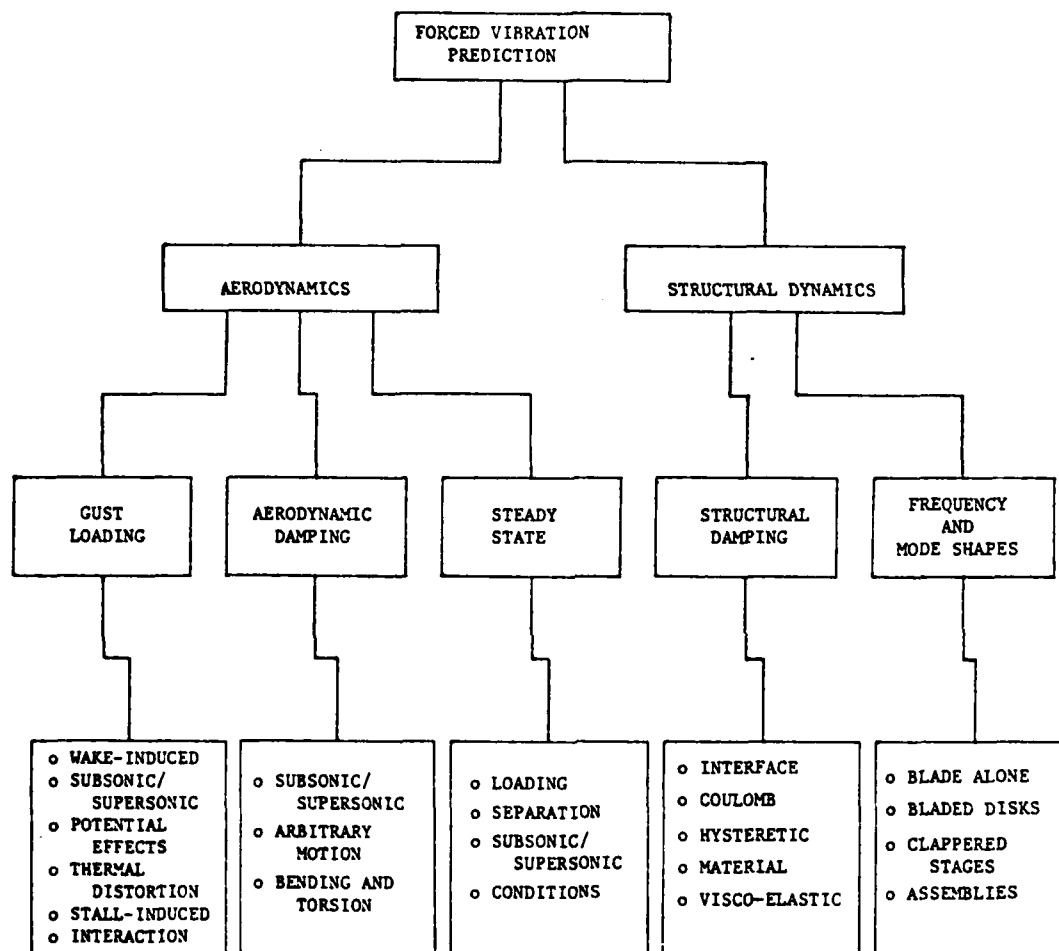 FORCED VIBRATION
PREDICTION
AERODYNAMICS
STRUCTURAL DYNAMICS
GUST
LOADING
AERODYNAMIC
DAMPING
STEADY
STATE
STRUCTURAL
DAMPING
FREQUENCY
AND
MODE SHAPES
o WAKE-INDUCED
o SUBSONIC/
SUPERSONIC
o POTENTIAL
EFFECTS
o THERMAL
DISTORTION
o STALL-INDUCED
o INTERACTION
o SUBSONIC/
SUPERSONIC
o ARBITRARY
MOTION
o BENDING AND
TORSION
o LOADING
o SEPARATION
o SUBSONIC/
SUPERSONIC
o CONDITIONS
o INTERFACE
o COULOMB
o HYSTERETIC
o MATERIAL
o VISCO-ELASTIC
o BLADE ALONE
o BLADED DISKS
o CLAPPERED
STAGES
o ASSEMBLIES